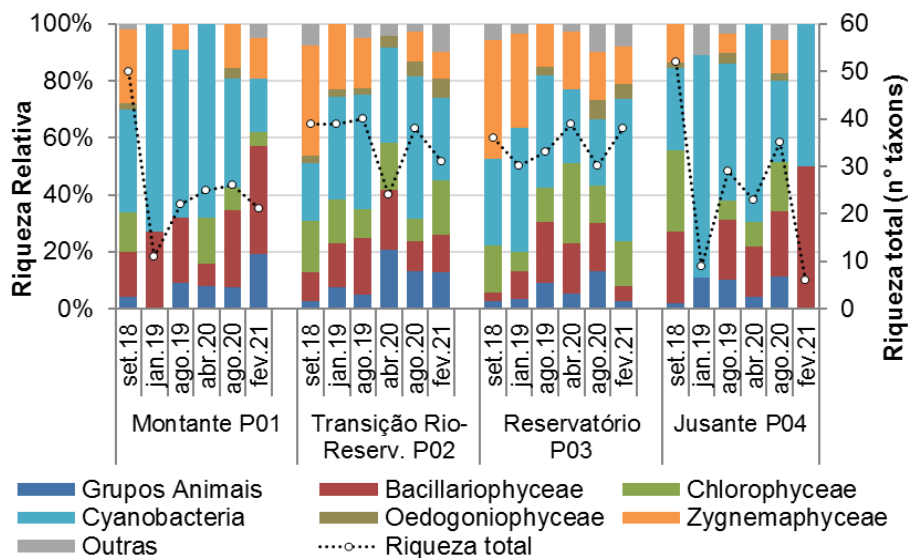 100%
80%
60%
40%
20%
0%
Riqueza Relativa
60
50
40
30
20
10
0
Riqueza total (n° táxons)
set.18 jan.19 ago.19 abr.20 ago.20 fev.21 set.18 jan.19 ago.19 abr.20 ago.20 fev.21 set.18 jan.19 ago.19 abr.20 ago.20 fev.21 set.18 jan.19 ago.19 abr.20 ago.20 fev.21
Montante P01
Transição Rio-
Reserv. P02
Reservatório
P03
Jusante P04
Grupos Animais Bacillariophyceae Chlorophyceae
Cyanobacteria Oedogoniophyceae Zygnemaphyceae
Outras Riqueza total